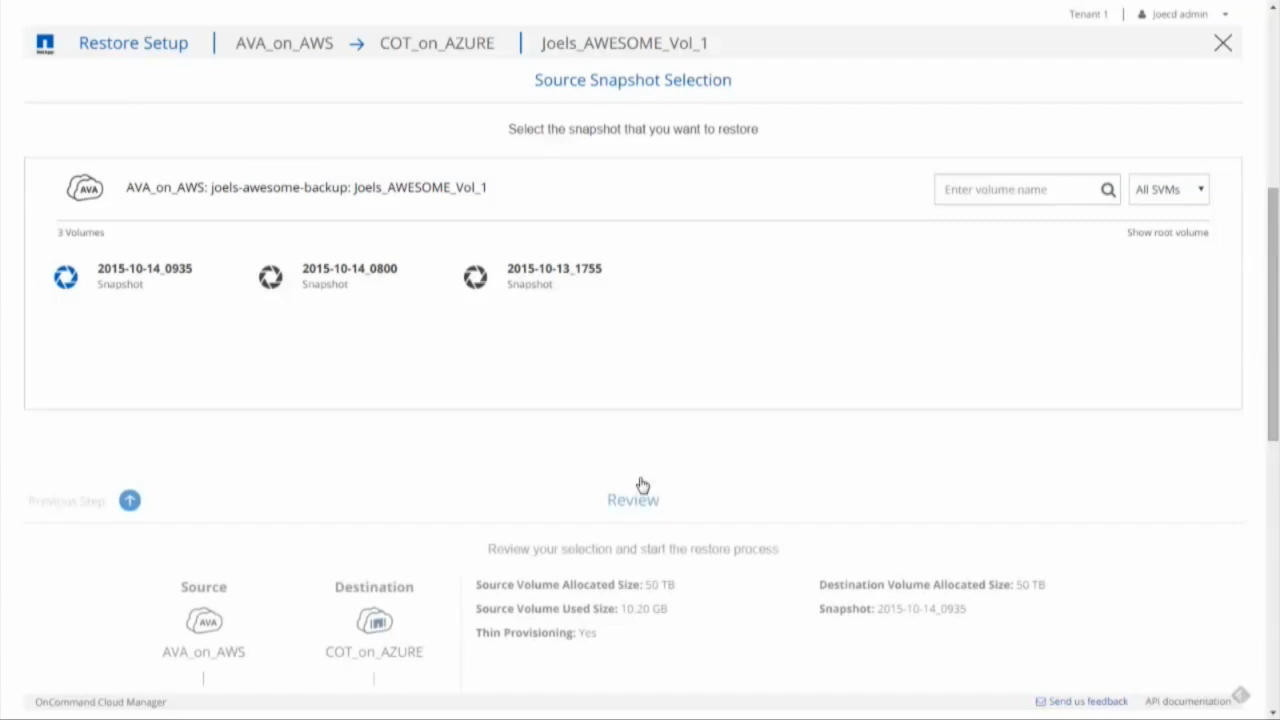 Tenant 1 | Joecd admin
NetApp Restore Setup | AVA_on_AWS → COT_on_AZURE | Joels_AWESOME_Vol_1
Source Snapshot Selection
Select the snapshot that you want to restore
AVA AVA_on_AWS: joels-awesome-backup: Joels_AWESOME_Vol_1 Enter volume name All SVMs
3 Volumes Show root volume
2015-10-14_0935 2015-10-14_0800 2015-10-13_1755
Snapshot Snapshot Snapshot
Previous Step Review
Review your selection and start the restore process
Source Destination Source Volume Allocated Size: 50 TB Destination Volume Allocated Size: 50 TB
AVA Source Volume Used Size: 10.20 GB Snapshot: 2015-10-14_0935
Thin Provisioning: Yes
AVA_on_AWS COT_on_AZURE
OnCommand Cloud Manager Send us feedback API documentation